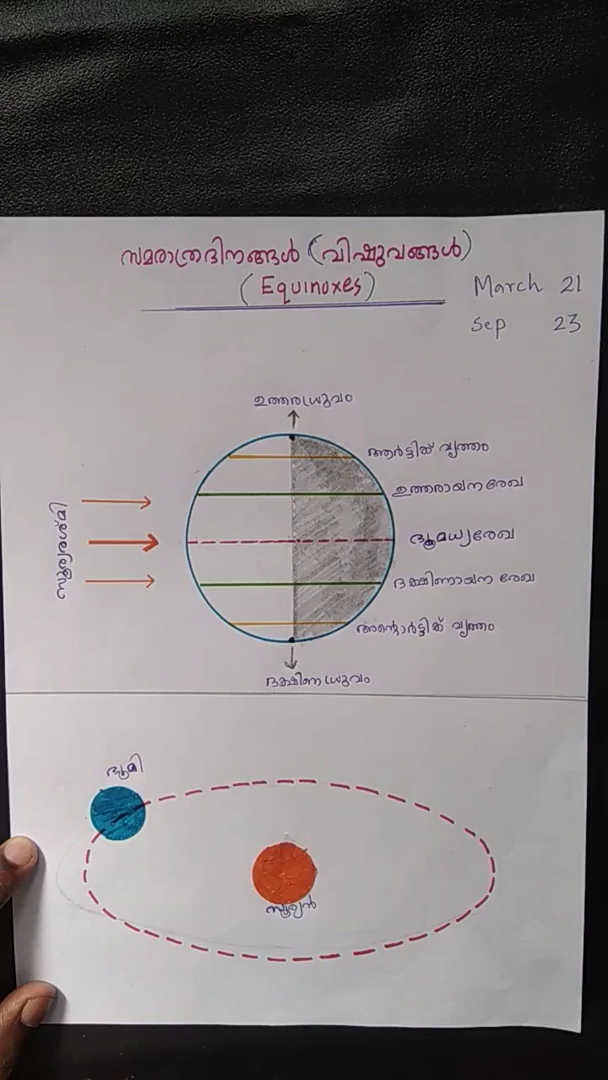 സമരാത്രദിനങ്ങൾ (വിഷുവങ്ങൾ)
(Equinoxes)
March 21
Sep 23
ഉത്തരധ്രുവം
ആർട്ടിക് വൃത്തം
ഉത്തരായനരേഖ
സൂര്യരശ്മി
ഭൂമധ്യരേഖ
ദക്ഷിണായന രേഖ
അന്റാർട്ടിക് വൃത്തം
ദക്ഷിണധ്രുവം
ഭൂമി
സൂര്യൻ